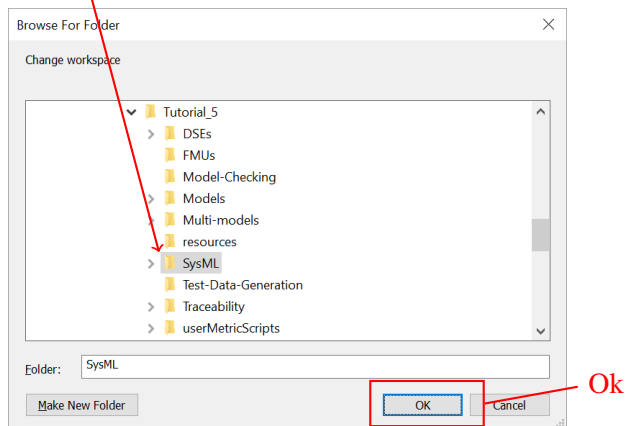 Browse For Folder
Change workspace
Tutorial_5
DSEs
FMUs
Model-Checking
Models
Multi-models
resources
SysML
Test-Data-Generation
Traceability
userMetricScripts
Folder: SysML
Ok
Make New Folder OK Cancel